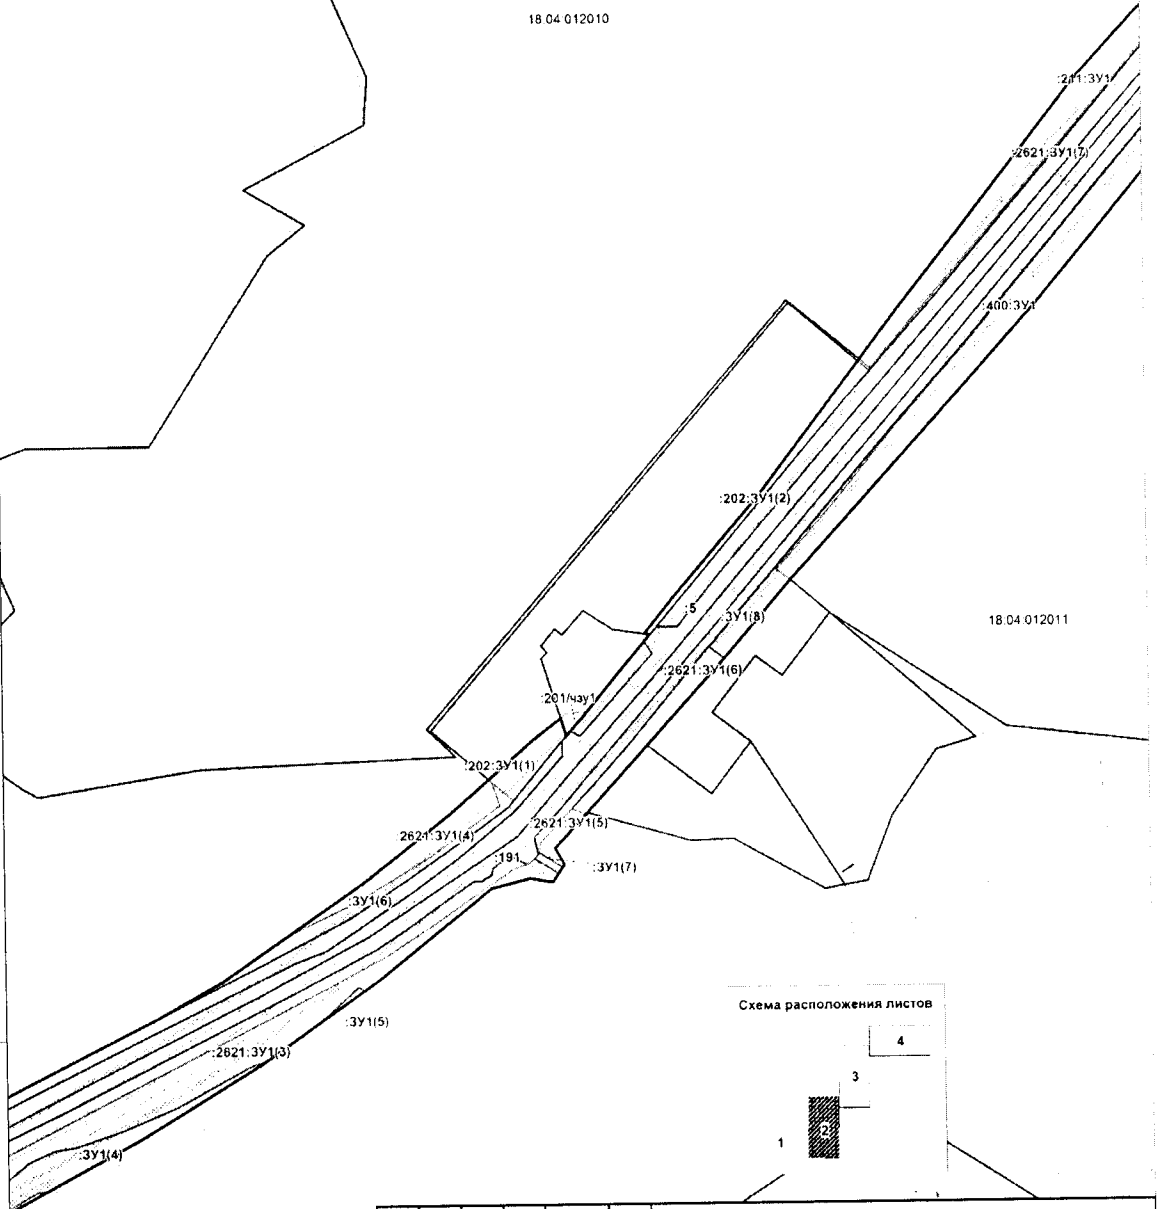 18.04.012010
:211:ЗУ1
:2621:ЗУ1(7)
:400:ЗУ1
:202:ЗУ1(2)
:5
:ЗУ1(8)
18.04.012011
:2621:ЗУ1(6)
:201/чзу1
:202:ЗУ1(1)
:2621:ЗУ1(5)
2621:ЗУ1(4)
:191
:ЗУ1(7)
:ЗУ1(6)
:ЗУ1(5)
:2621:ЗУ1(3)
:ЗУ1(4)
Схема расположения листов
4
3
2
1